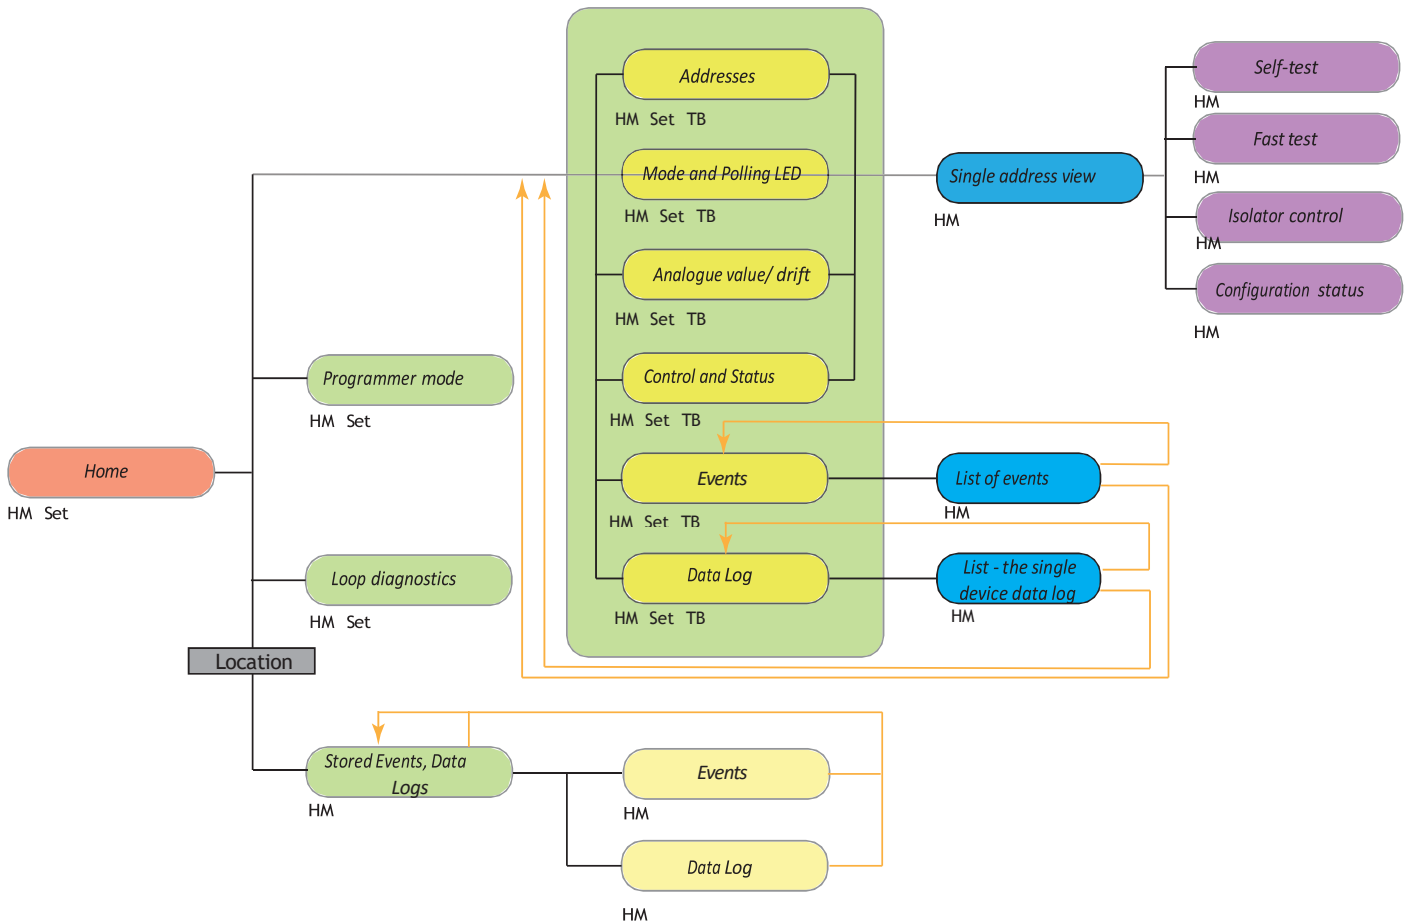 Addresses
HM Set TB
Mode and Polling LED
HM Set TB
Analogue value/ drift
HM Set TB
Control and Status
HM Set TB
Events
HM Set TB
Data Log
HM Set TB
Single address view
HM
Self-test
HM
Fast test
HM
Isolator control
HM
Configuration status
HM
Programmer mode
HM Set
Home
HM Set
List of events
HM
Loop diagnostics
HM Set
List - the single
device data log
HM
Location
Stored Events, Data
Logs
HM
Events
HM
Data Log
HM